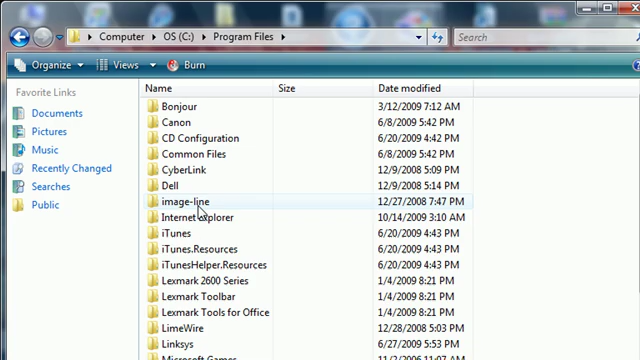 Computer ▸ OS (C:) ▸ Program Files ▸ Search
Organize Views Burn ?
Favorite Links
Documents
Pictures
Music
Recently Changed
Searches
Public
Name Size Date modified
Bonjour 3/12/2009 7:12 AM
Canon 6/8/2009 5:42 PM
CD Configuration 6/20/2009 4:42 PM
Common Files 6/8/2009 5:42 PM
CyberLink 12/9/2008 5:09 PM
Dell 12/9/2008 5:14 PM
image-line 12/27/2008 7:47 PM
Internet Explorer 10/14/2009 3:10 AM
iTunes 6/20/2009 4:43 PM
iTunes.Resources 6/20/2009 4:43 PM
iTunesHelper.Resources 6/20/2009 4:43 PM
Lexmark 2600 Series 1/4/2009 8:21 PM
Lexmark Toolbar 1/4/2009 8:21 PM
Lexmark Tools for Office 1/4/2009 8:21 PM
LimeWire 12/28/2008 5:03 PM
Linksys 6/27/2009 5:53 PM
Microsoft Games 11/2/2006 11:07 AM